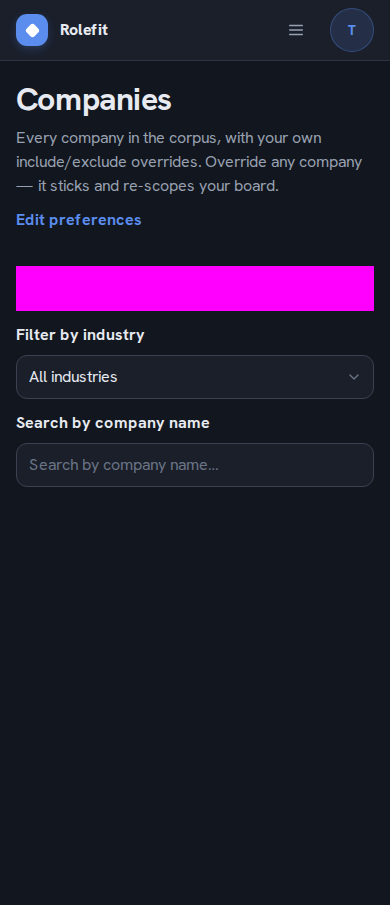 Rolefit
T
Companies
Every company in the corpus, with your own
include/exclude overrides. Override any company
— it sticks and re-scopes your board.
Edit preferences
Filter by industry
All industries
Search by company name
Search by company name...